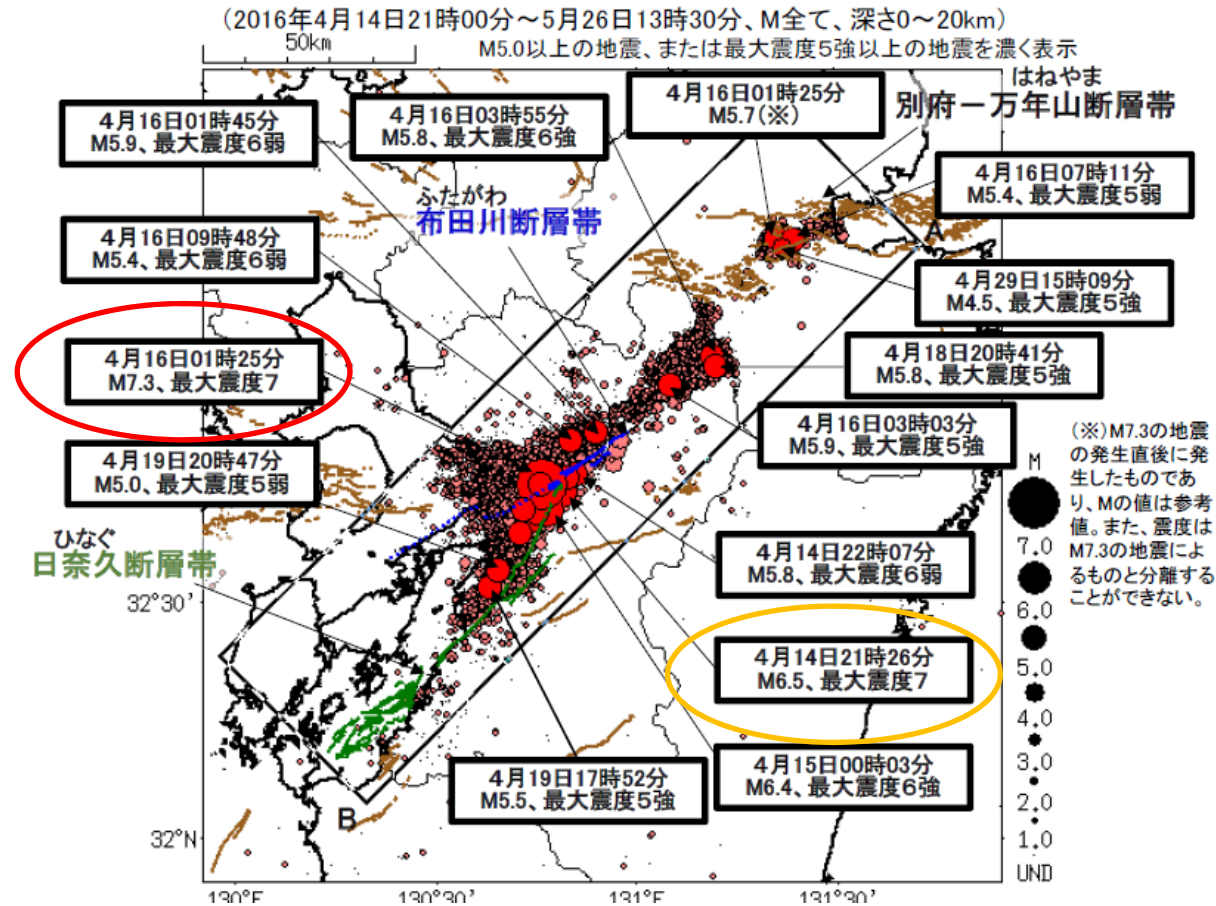 (2016年4月14日21時00分～5月26日13時30分、M全て、深さ0～20km)
50km
M5.0以上の地震、または最大震度5強以上の地震を濃く表示
はねやま
別府－万年山断層帯
4月16日01時45分
M5.9、最大震度6弱
4月16日03時55分
M5.8、最大震度6強
4月16日01時25分
M5.7(※)
4月16日07時11分
M5.4、最大震度5弱
ふたがわ
布田川断層帯
4月16日09時48分
M5.4、最大震度6弱
A
4月29日15時09分
M4.5、最大震度5強
4月16日01時25分
M7.3、最大震度7
4月18日20時41分
M5.8、最大震度5強
4月16日03時03分
M5.9、最大震度5強
4月19日20時47分
M5.0、最大震度5弱
(※)M7.3の地震
の発生直後に発
生したものであ
り、Mの値は参考
値。また、震度は
M7.3の地震によ
るものと分離する
ことができない。
ひなぐ
日奈久断層帯
4月14日22時07分
M5.8、最大震度6弱
4月14日21時26分
M6.5、最大震度7
4月15日00時03分
M6.4、最大震度6強
4月19日17時52分
M5.5、最大震度5強
B
M
7.0
6.0
5.0
4.0
3.0
2.0
1.0
UND
32°30'
32°N
130°E
130°30'
131°
131°30'